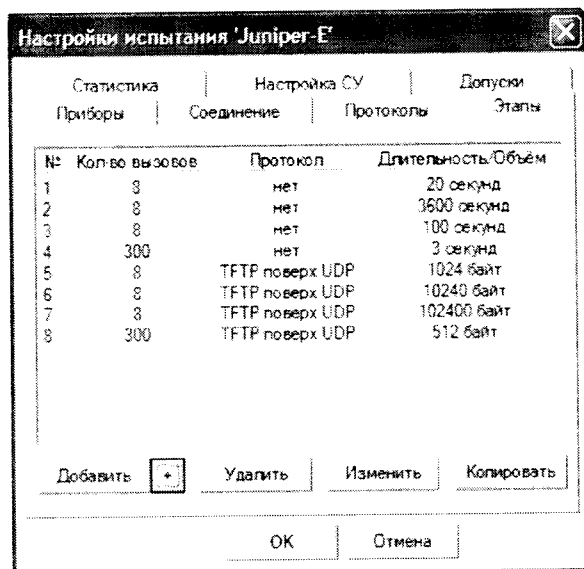 Настройки испытания 'Juniper-E'
Статистика Настройка СУ Допуски
Приборы Соединение Протоколы Этапы
№ Кол-во вызовов Протокол Длительность/Объём
1 8 нет 20 секунд
2 8 нет 3600 секунд
3 8 нет 100 секунд
4 300 нет 3 секунд
5 8 TFTP поверх UDP 1024 байт
6 8 TFTP поверх UDP 10240 байт
7 8 TFTP поверх UDP 102400 байт
8 300 TFTP поверх UDP 512 байт
Добавить + Удалить Изменить Копировать
OK Отмена